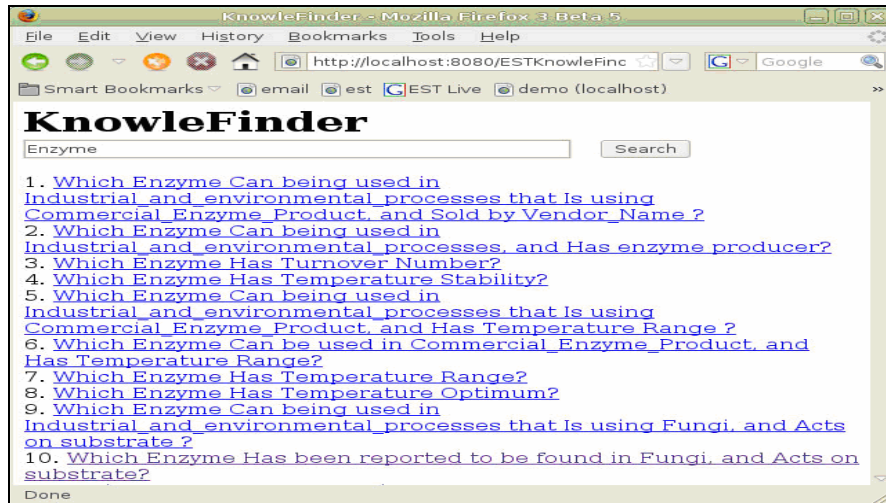 KnowleFinder - Mozilla Firefox 3 Beta 5
File Edit View History Bookmarks Tools Help
http://localhost:8080/ESTKnowleFinc Google
Smart Bookmarks email est EST Live demo (localhost) »
KnowleFinder
Enzyme Search
1. Which Enzyme Can being used in
Industrial_and_environmental_processes that Is using
Commercial_Enzyme_Product, and Sold by Vendor_Name ?
2. Which Enzyme Can being used in
Industrial_and_environmental_processes, and Has enzyme producer?
3. Which Enzyme Has Turnover Number?
4. Which Enzyme Has Temperature Stability?
5. Which Enzyme Can being used in
Industrial_and_environmental_processes that Is using
Commercial_Enzyme_Product, and Has Temperature Range ?
6. Which Enzyme Can be used in Commercial_Enzyme_Product, and
Has Temperature Range?
7. Which Enzyme Has Temperature Range?
8. Which Enzyme Has Temperature Optimum?
9. Which Enzyme Can being used in
Industrial_and_environmental_processes that Is using Fungi, and Acts
on substrate ?
10. Which Enzyme Has been reported to be found in Fungi, and Acts on
substrate?
Done